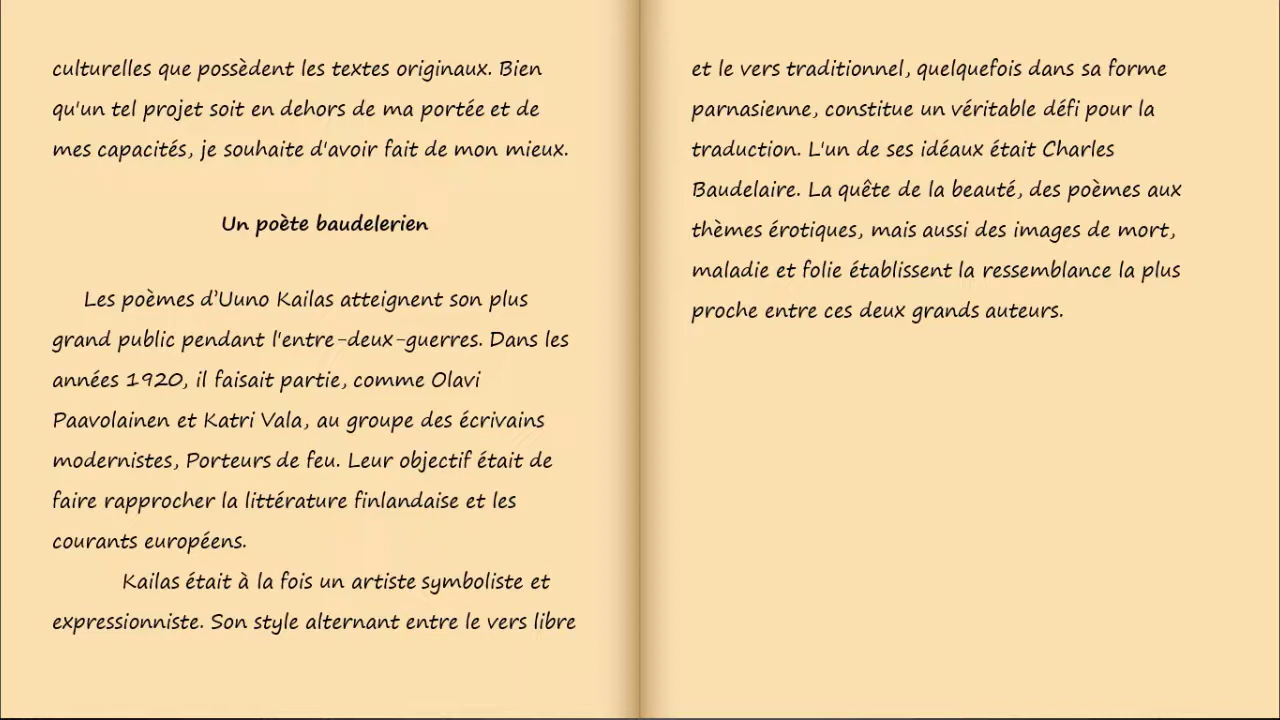 culturelles que possèdent les textes originaux. Bien
qu'un tel projet soit en dehors de ma portée et de
mes capacités, je souhaite d'avoir fait de mon mieux.
Un poète baudelerien
Les poèmes d’Uuno Kailas atteignent son plus
grand public pendant l'entre-deux-guerres. Dans les
années 1920, il faisait partie, comme Olavi
Paavolainen et Katri Vala, au groupe des écrivains
modernistes, Porteurs de feu. Leur objectif était de
faire rapprocher la littérature finlandaise et les
courants européens.
Kailas était à la fois un artiste symboliste et
expressionniste. Son style alternant entre le vers libre
et le vers traditionnel, quelquefois dans sa forme
parnasienne, constitue un véritable défi pour la
traduction. L'un de ses idéaux était Charles
Baudelaire. La quête de la beauté, des poèmes aux
thèmes érotiques, mais aussi des images de mort,
maladie et folie établissent la ressemblance la plus
proche entre ces deux grands auteurs.